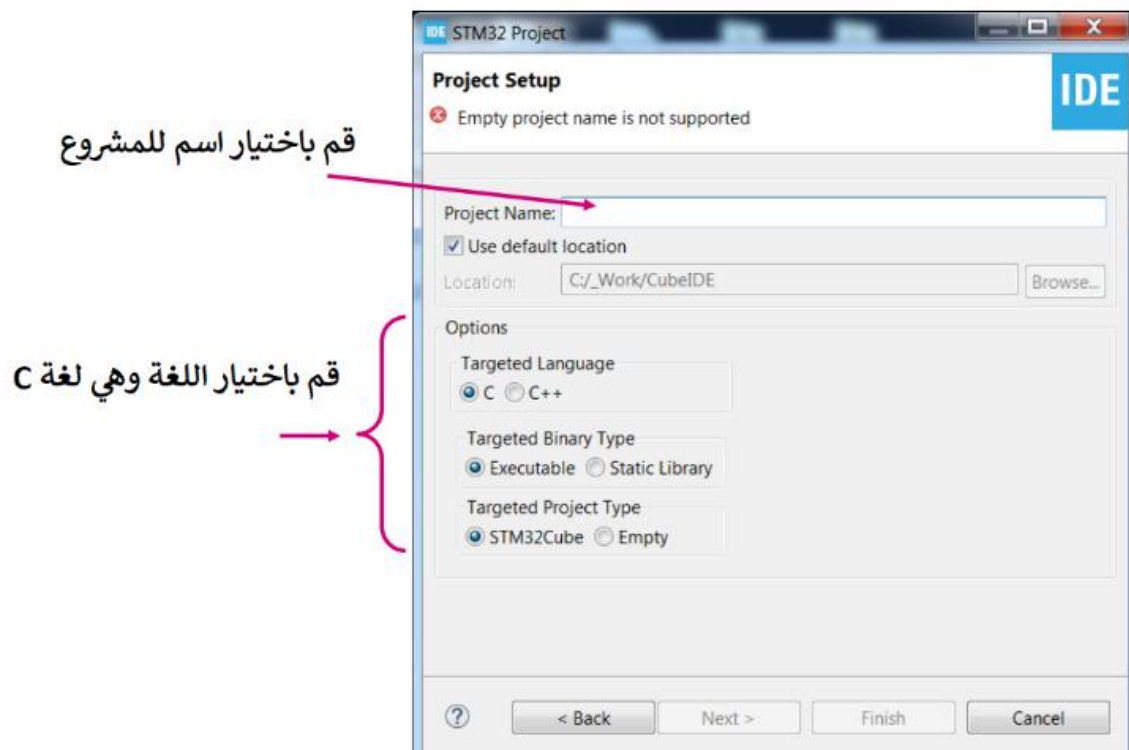 IDE STM32 Project
Project Setup
IDE
Empty project name is not supported
قم باختيار اسم للمشروع
Project Name:
Use default location
Location:
C:/_Work/CubeIDE
Browse...
Options
قم باختيار اللغة وهي لغة C
Targeted Language
C C++
Targeted Binary Type
Executable Static Library
Targeted Project Type
STM32Cube Empty
? < Back Next > Finish Cancel